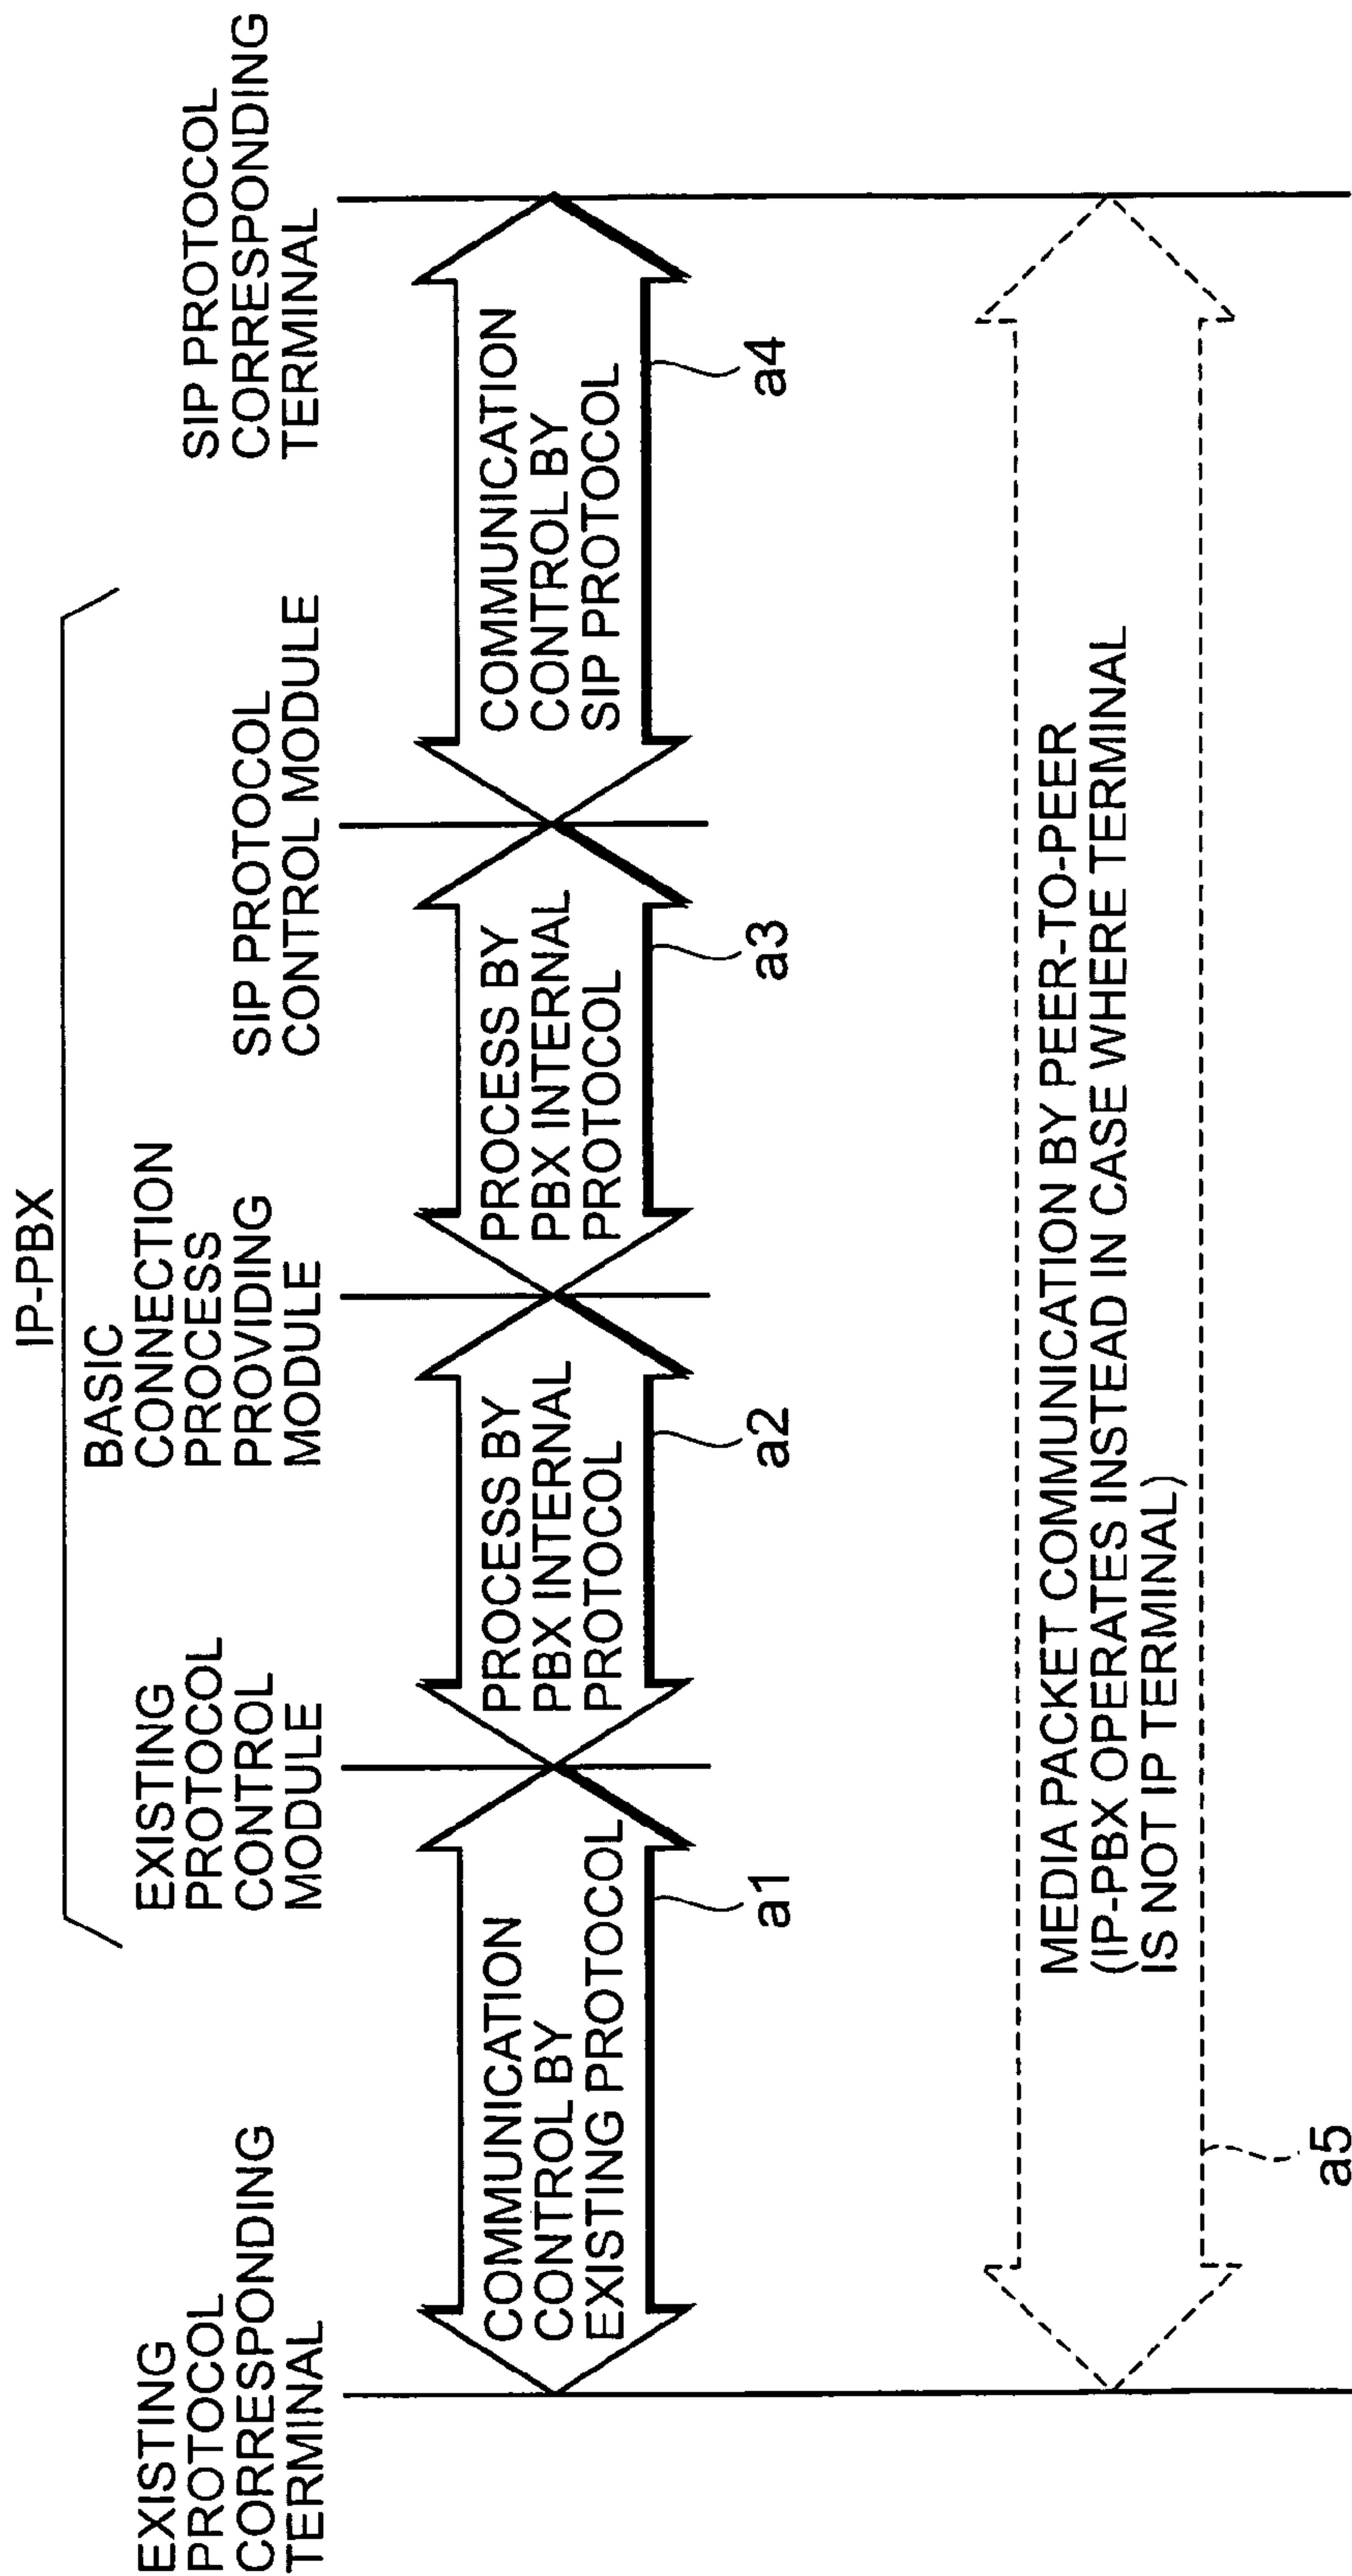 IP-PBX
EXISTING
PROTOCOL
CORRESPONDING
TERMINAL
EXISTING
PROTOCOL
CONTROL
MODULE
BASIC
CONNECTION
PROCESS
PROVIDING
MODULE
SIP PROTOCOL
CONTROL MODULE
SIP PROTOCOL
CORRESPONDING
TERMINAL
COMMUNICATION
CONTROL BY
EXISTING PROTOCOL
a1
PROCESS BY
PBX INTERNAL
PROTOCOL
a2
PROCESS BY
PBX INTERNAL
PROTOCOL
a3
COMMUNICATION
CONTROL BY
SIP PROTOCOL
a4
MEDIA PACKET COMMUNICATION BY PEER-TO-PEER
(IP-PBX OPERATES INSTEAD IN CASE WHERE TERMINAL
IS NOT IP TERMINAL)
a5